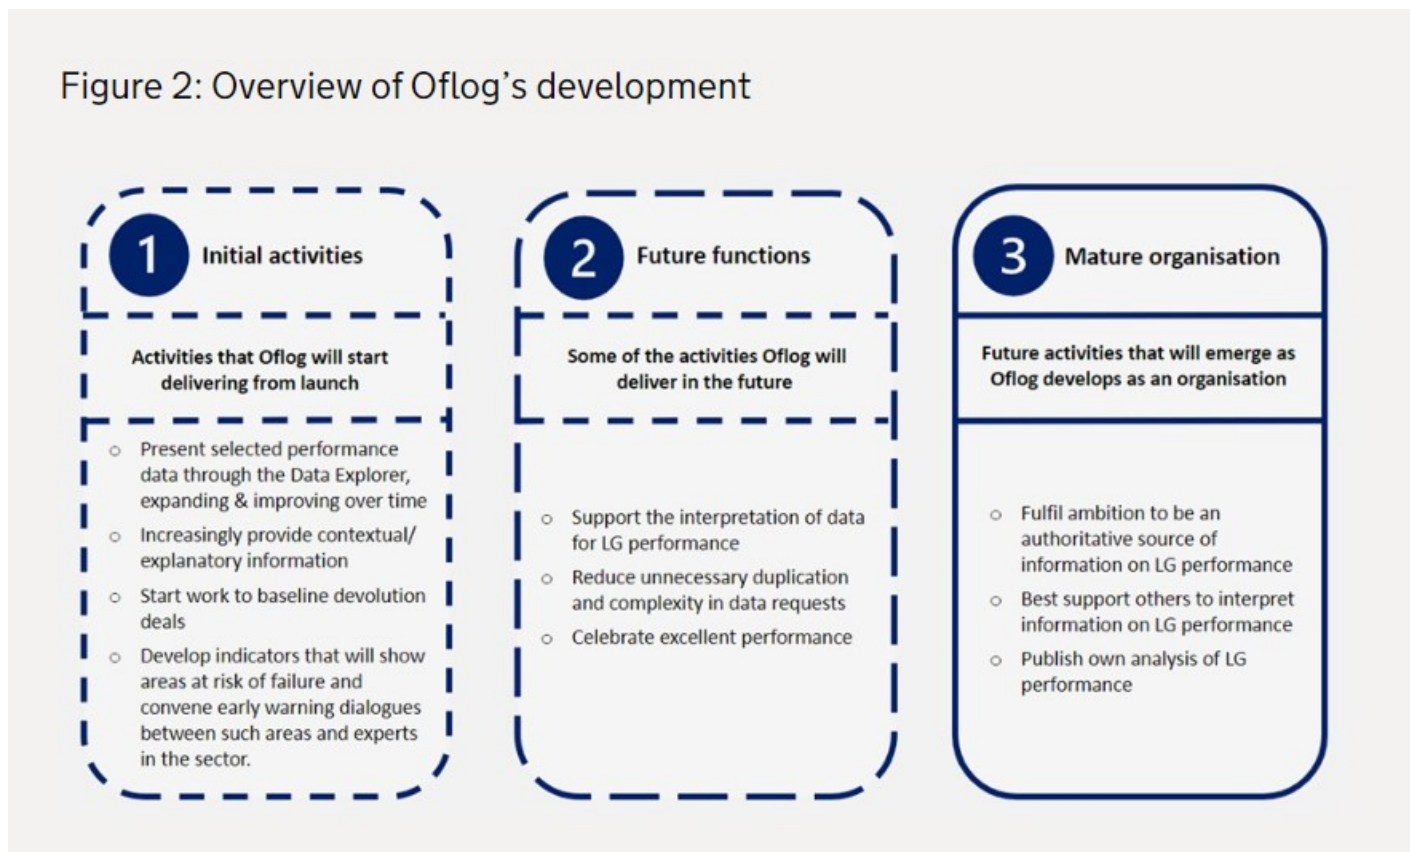 Figure 2: Overview of Oflog’s development
1
Initial activities
Activities that Oflog will start
delivering from launch
○ Present selected performance
data through the Data Explorer,
expanding & improving over time
○ Increasingly provide contextual/
explanatory information
○ Start work to baseline devolution
deals
○ Develop indicators that will show
areas at risk of failure and
convene early warning dialogues
between such areas and experts
in the sector.
2
Future functions
Some of the activities Oflog will
deliver in the future
○ Support the interpretation of data
for LG performance
○ Reduce unnecessary duplication
and complexity in data requests
○ Celebrate excellent performance
3
Mature organisation
Future activities that will emerge as
Oflog develops as an organisation
○ Fulfil ambition to be an
authoritative source of
information on LG performance
○ Best support others to interpret
information on LG performance
○ Publish own analysis of LG
performance